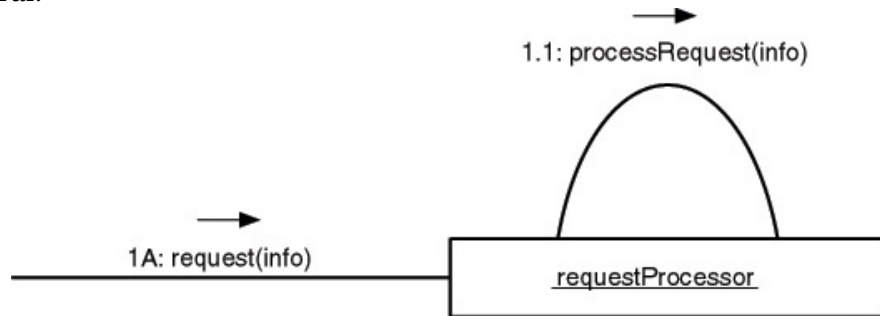 1.1: processRequest(info)
1A: request(info)
requestProcessor